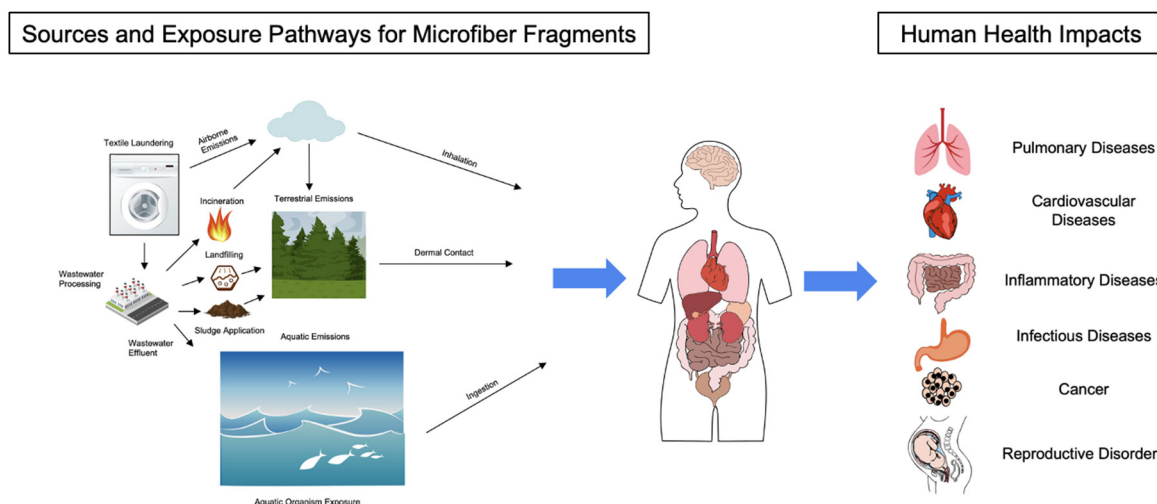 Sources and Exposure Pathways for Microfiber Fragments
Human Health Impacts
Textile Laundering
Airborne
Emissions
Inhalation
Pulmonary Diseases
Incineration
Terrestrial Emissions
Cardiovascular
Diseases
Landfilling
Dermal Contact
Wastewater
Processing
Inflammatory Diseases
Sludge Application
Aquatic Emissions
Wastewater
Effluent
Infectious Diseases
Ingestion
Cancer
Reproductive Disorder
Aquatic Organism Exposure